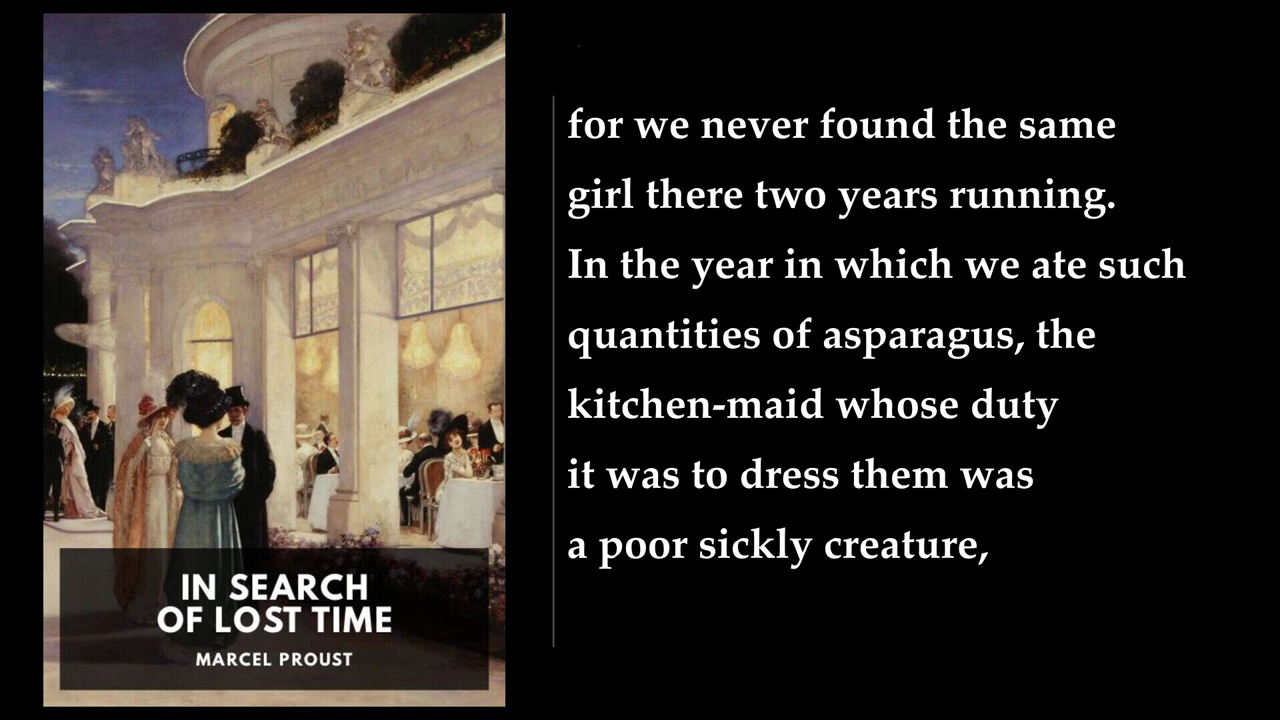 IN SEARCH
OF LOST TIME
MARCEL PROUST
for we never found the same
girl there two years running.
In the year in which we ate such
quantities of asparagus, the
kitchen-maid whose duty
it was to dress them was
a poor sickly creature,